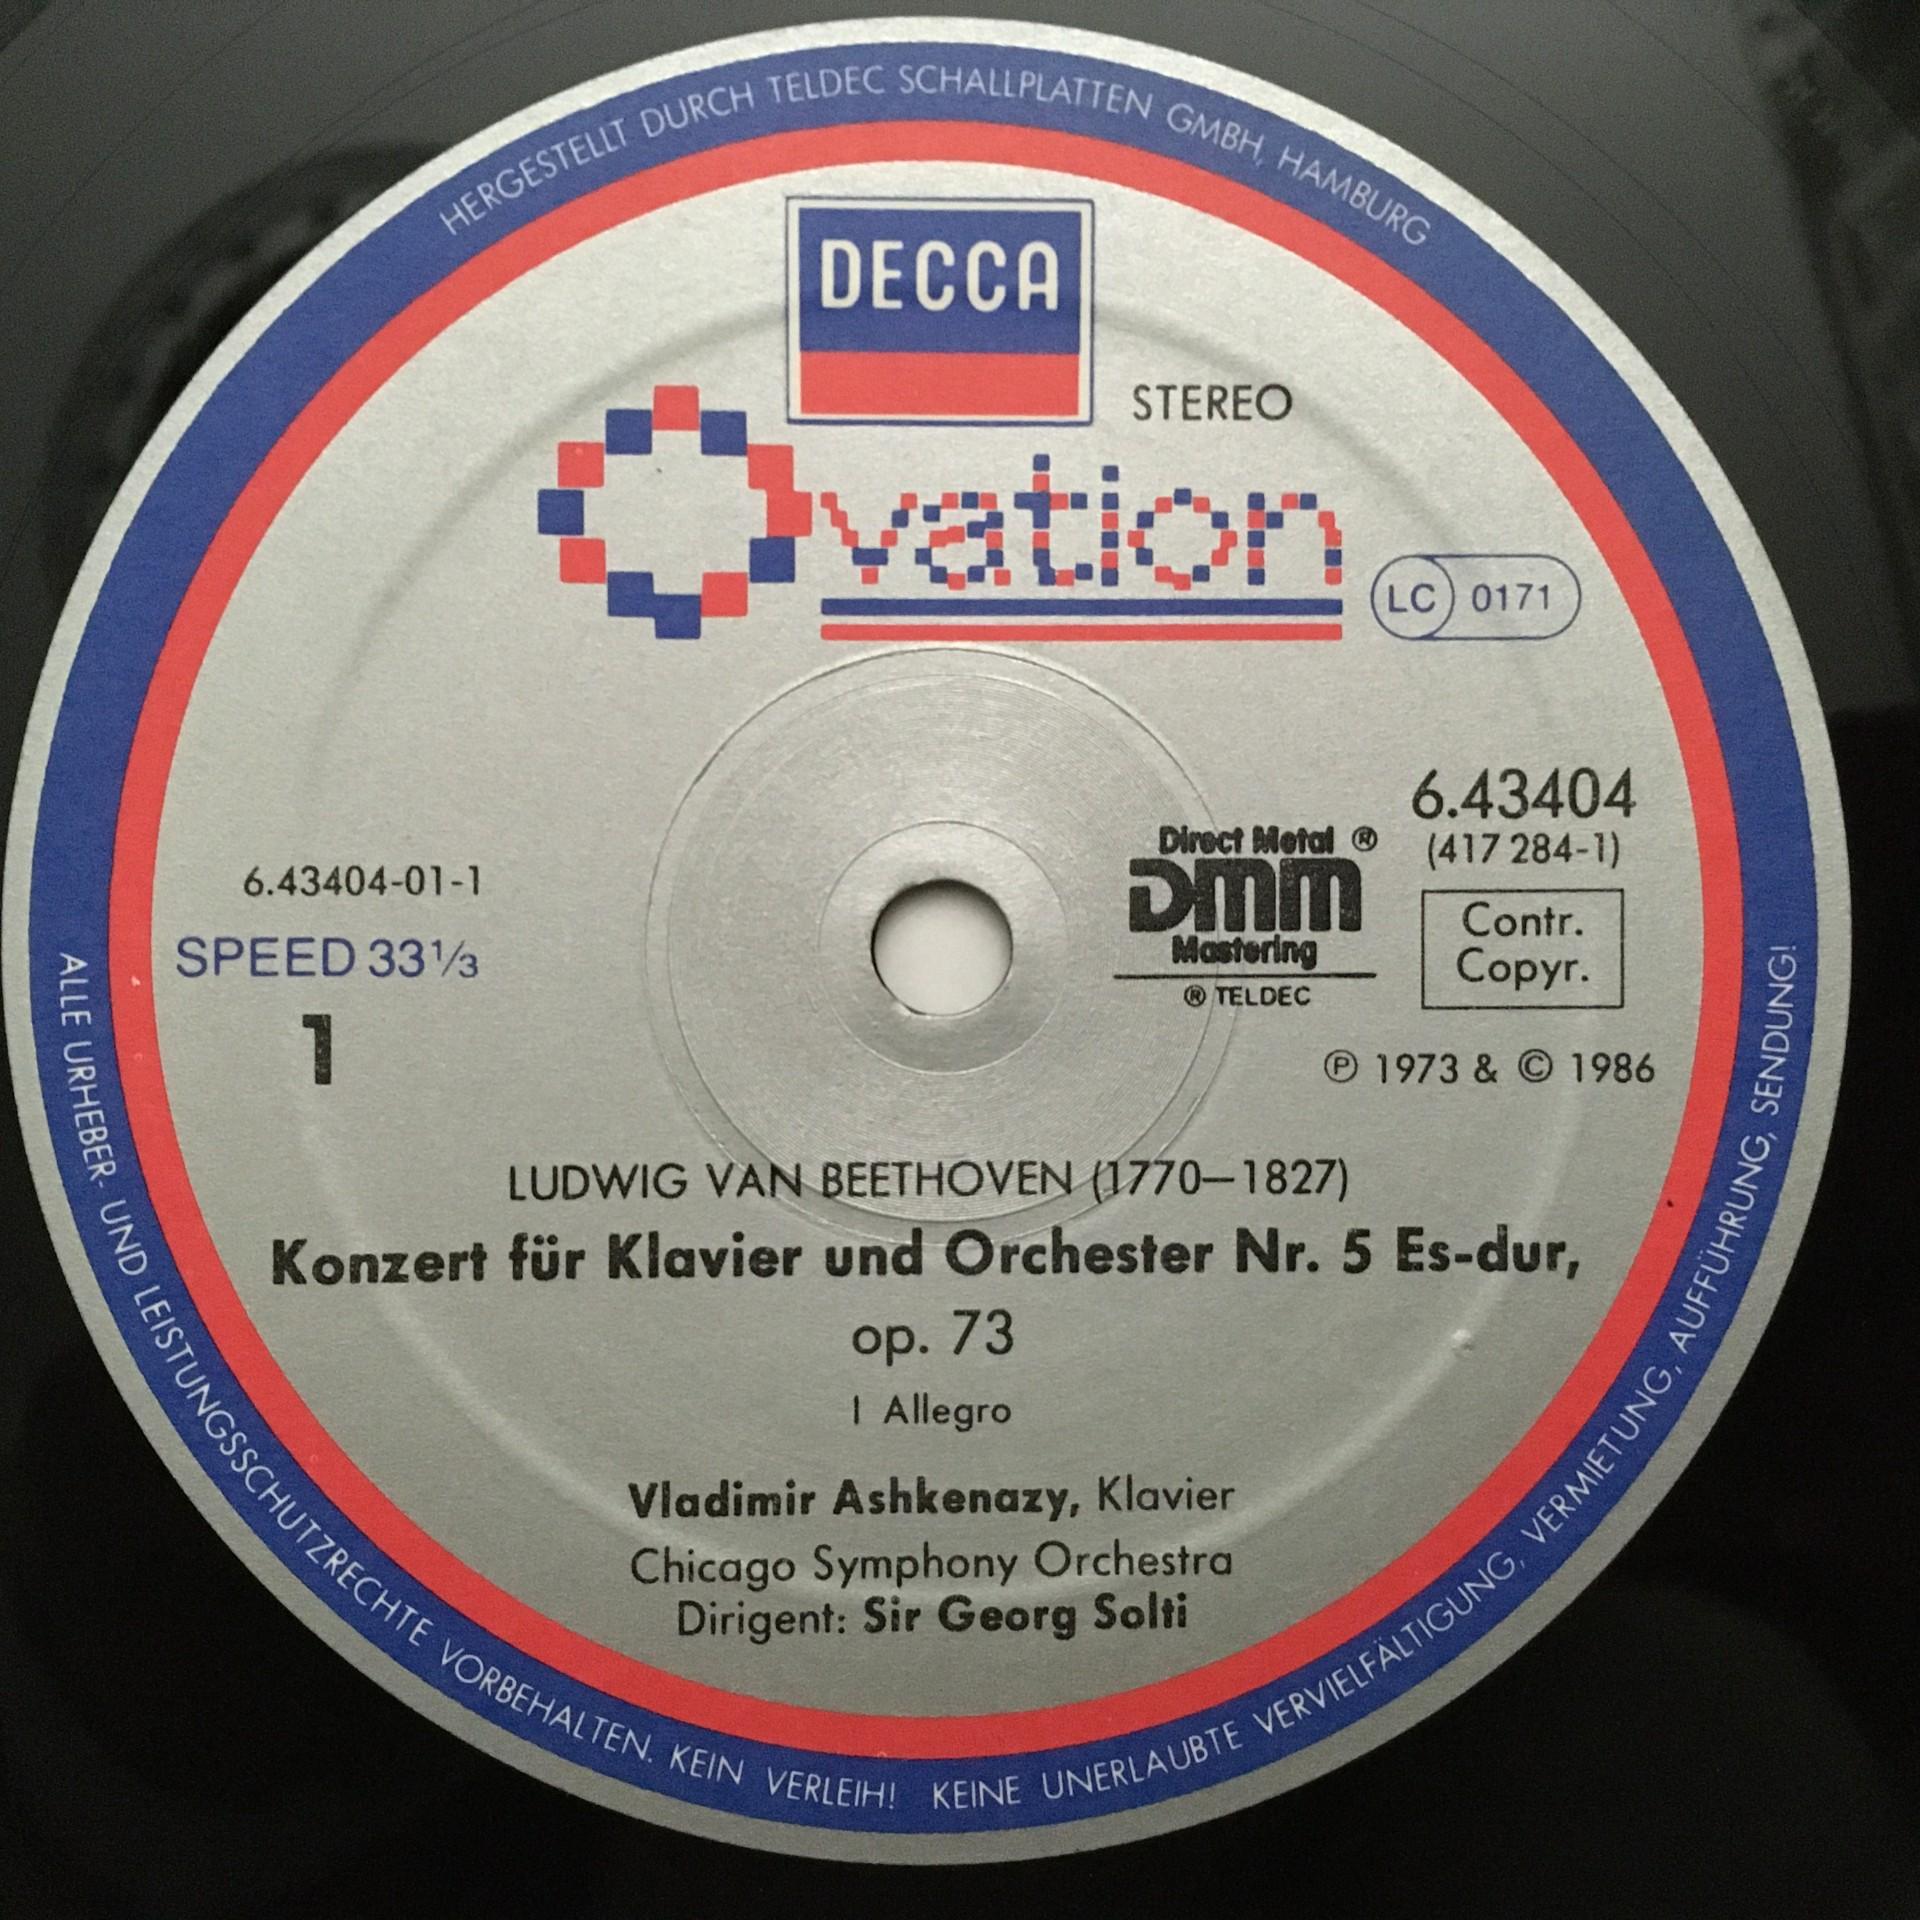 HERGESTELLT DURCH TELDEC SCHALLPLATTEN GMBH, HAMBURG
DECCA
STEREO
Ovation
LC 0171
6.43404
(417 284-1)
Direct Metal ®
DMM
Mastering
® TELDEC
Contr.
Copyr.
6.43404-01-1
SPEED 33⅓
1
℗ 1973 & © 1986
LUDWIG VAN BEETHOVEN (1770–1827)
Konzert für Klavier und Orchester Nr. 5 Es-dur,
op. 73
I Allegro
Vladimir Ashkenazy, Klavier
Chicago Symphony Orchestra
Dirigent: Sir Georg Solti
ALLE URHEBER- UND LEISTUNGSSCHUTZRECHTE VORBEHALTEN. KEIN VERLEIH! KEINE UNERLAUBTE VERVIELFÄLTIGUNG, VERMIETUNG, AUFFÜHRUNG, SENDUNG!